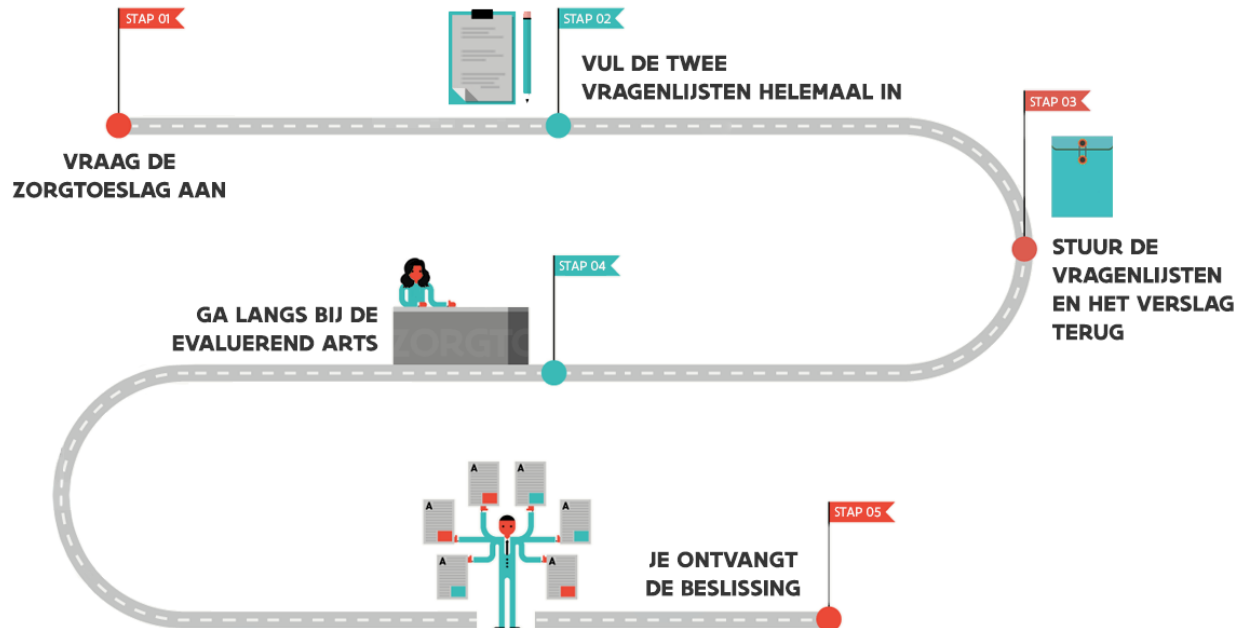 STAP 01
VRAAG DE
ZORGTOESLAG AAN
STAP 02
VUL DE TWEE
VRAGENLIJSTEN HELEMAAL IN
STAP 03
STUUR DE
VRAGENLIJSTEN
EN HET VERSLAG
TERUG
STAP 04
GA LANGS BIJ DE
EVALUEREND ARTS
ZORGTO
A
A
A
A
A
A
STAP 05
JE ONTVANGT
DE BESLISSING